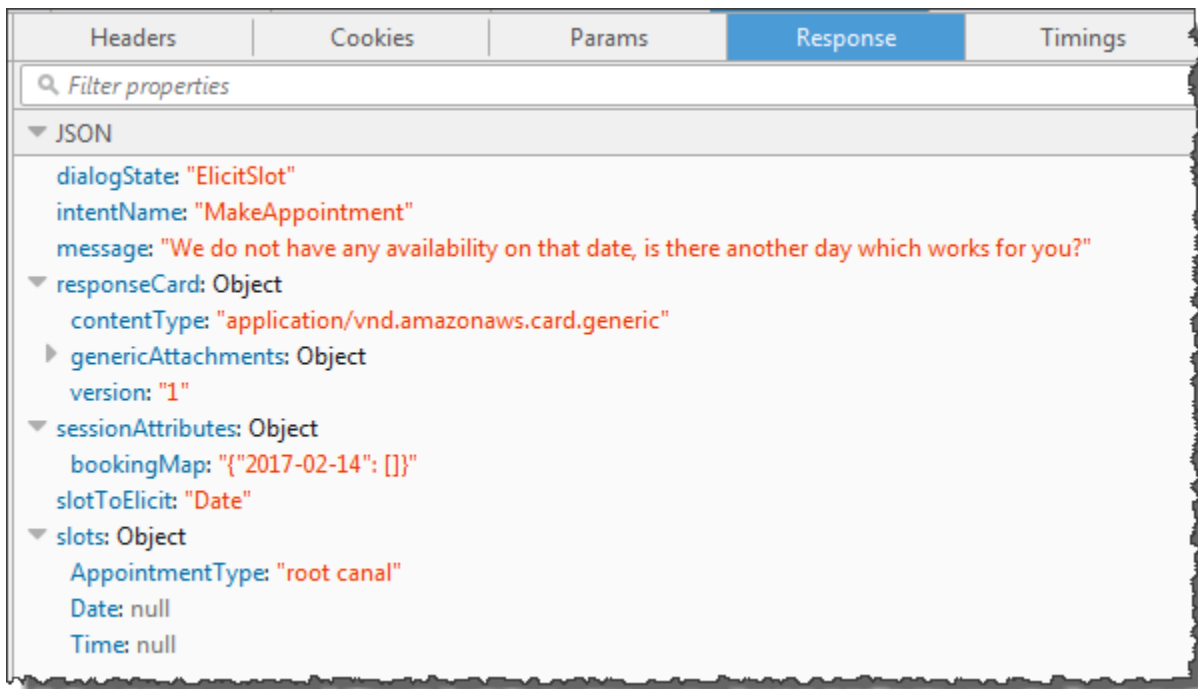 Headers Cookies Params Response Timings
Filter properties
JSON
dialogState: "ElicitSlot"
intentName: "MakeAppointment"
message: "We do not have any availability on that date, is there another day which works for you?"
responseCard: Object
contentType: "application/vnd.amazonaws.card.generic"
genericAttachments: Object
version: "1"
sessionAttributes: Object
bookingMap: "{"2017-02-14": []}"
slotToElicit: "Date"
slots: Object
AppointmentType: "root canal"
Date: null
Time: null